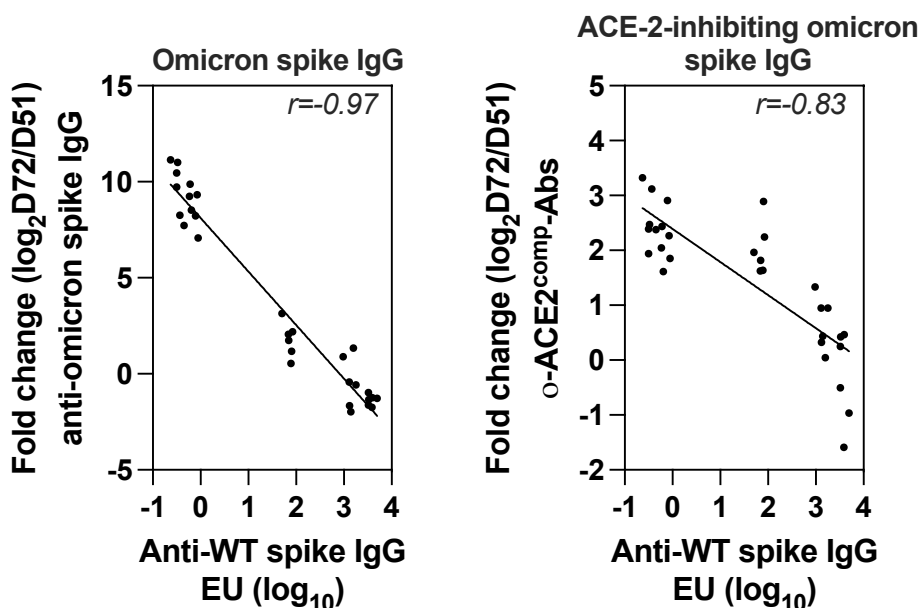 Omicron spike IgG
r=-0.97
Fold change (log₂D72/D51)
anti-omicron spike IgG
15
10
5
0
-5
-1 0 1 2 3 4
Anti-WT spike IgG
EU (log₁₀)
ACE-2-inhibiting omicron
spike IgG
r=-0.83
Fold change (log₂D72/D51)
o-ACE2ᶜᵒᵐᵖ-Abs
5
4
3
2
1
0
-1
-2
-1 0 1 2 3 4
Anti-WT spike IgG
EU (log₁₀)